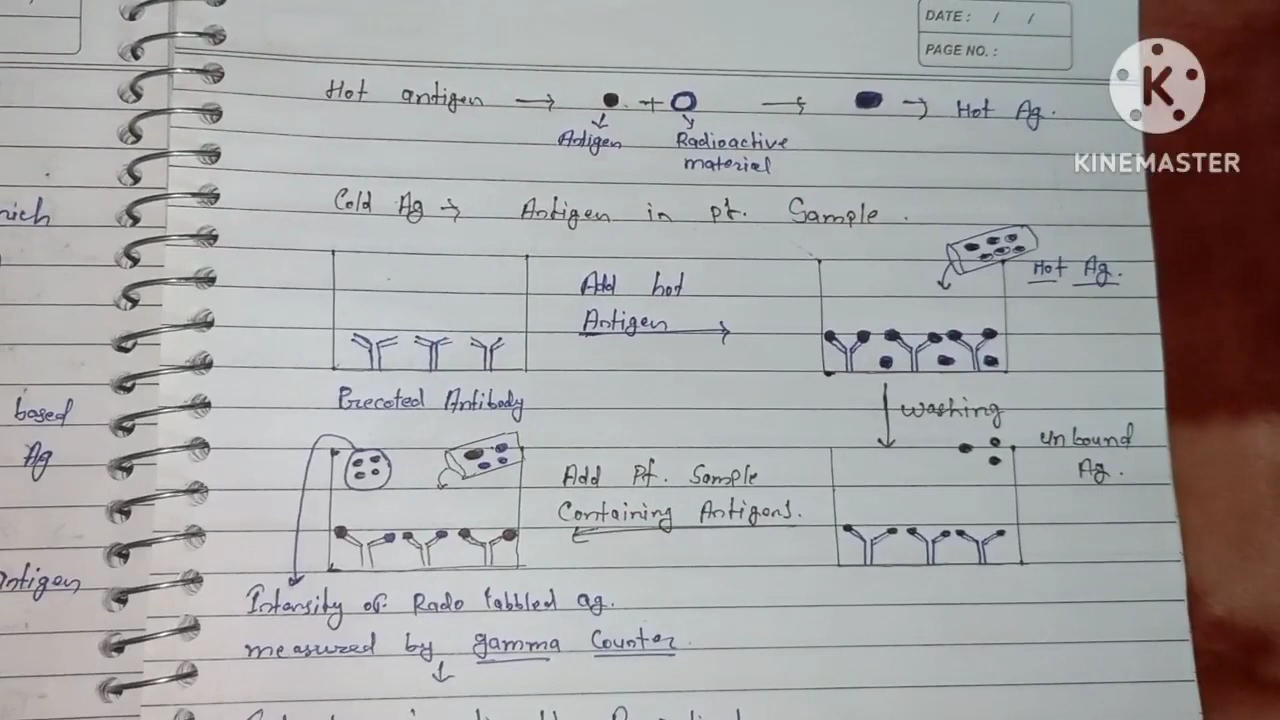 DATE: / /
PAGE NO.:
KINEMASTER
Hot antigen → + → → Hot Ag.
Antigen
Radioactive
material
Cold Ag → Antigen in pt. Sample.
Hot Ag.
Add hot
Antigen
Precoted Antibody
washing
unbound
Ag.
Add Pt. Sample
Containing Antigens.
Intensity of Rado labbled ag.
measured by gamma Counter
based
Ag